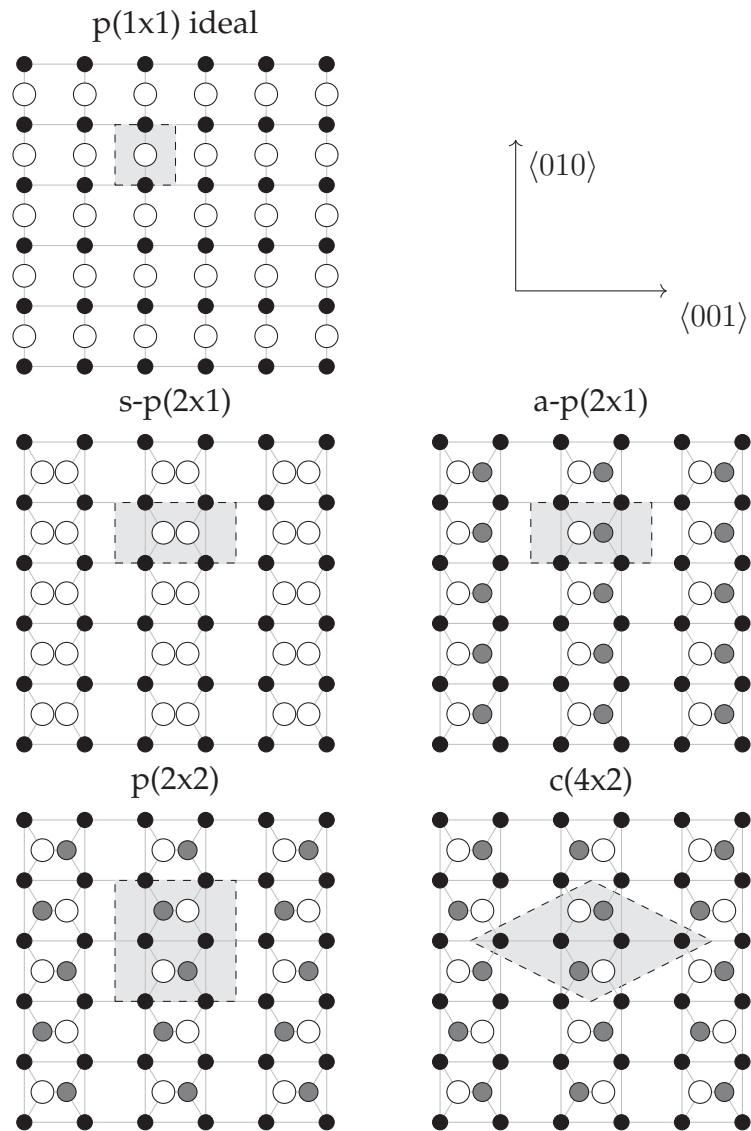 p(1x1) ideal
⟨010⟩
⟨001⟩
s-p(2x1)
a-p(2x1)
p(2x2)
c(4x2)